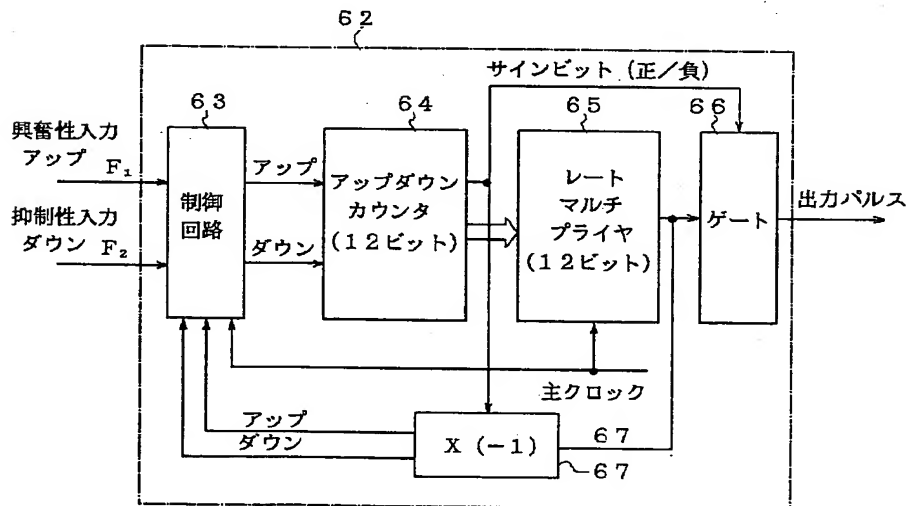 ６２
サインビット (正／負)
６３
６４
６５
６６
興奮性入力
アップ F₁
抑制性入力
ダウン F₂
制御
回路
アップ
ダウン
アップダウン
カウンタ
(１２ビット)
レート
マルチ
プライヤ
(１２ビット)
ゲート
出力パルス
主クロック
アップ
ダウン
X (－1)
６７
６７